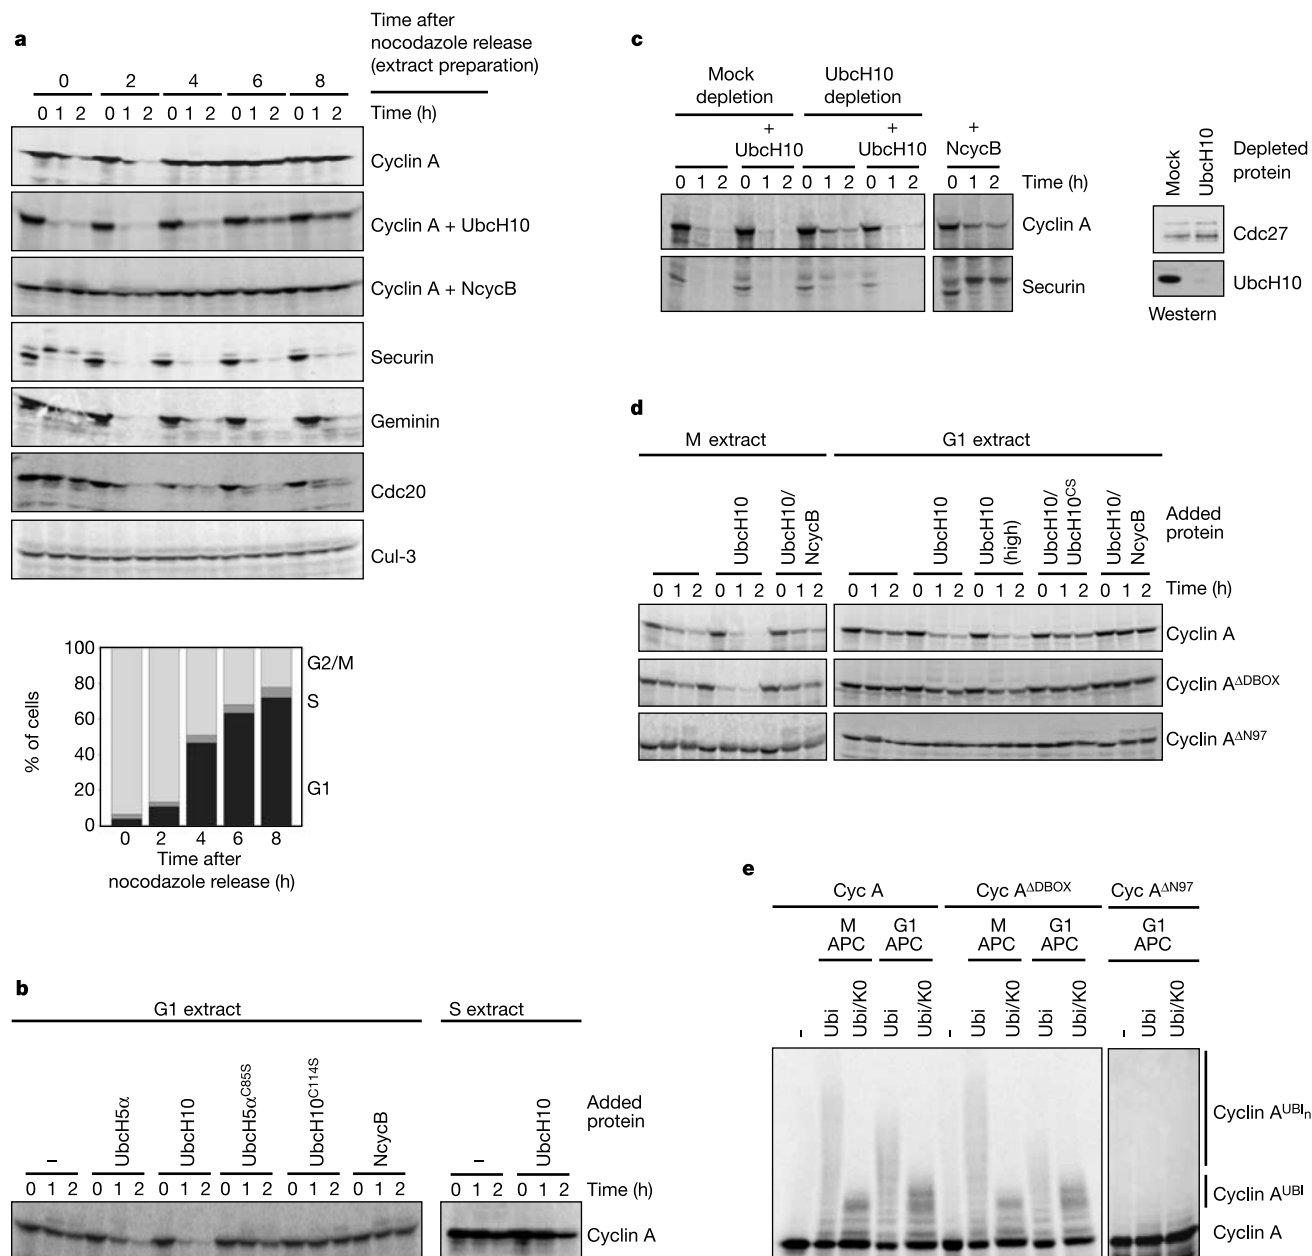 a
Time after
nocodazole release
(extract preparation)
0 2 4 6 8
0 1 2 0 1 2 0 1 2 0 1 2 0 1 2 Time (h)
Cyclin A
Cyclin A + UbcH10
Cyclin A + NcycB
Securin
Geminin
Cdc20
Cul-3
100
80
60
40
20
0
% of cells
G2/M
S
G1
0 2 4 6 8
Time after
nocodazole release (h)
b
G1 extract
S extract
– UbcH5α UbcH10 UbcH5α^C85S UbcH10^C114S NcycB
– UbcH10
Added
protein
0 1 2 0 1 2 0 1 2 0 1 2 0 1 2 0 1 2 Time (h) 0 1 2 0 1 2
Cyclin A
c
Mock
depletion
UbcH10
depletion
+
UbcH10
+
UbcH10
+
NcycB
0 1 2 0 1 2 0 1 2 0 1 2 0 1 2 Time (h)
Cyclin A
Securin
Mock UbcH10
Depleted
protein
Cdc27
UbcH10
Western
d
M extract
G1 extract
UbcH10 UbcH10/NcycB
UbcH10 UbcH10 (high) UbcH10/UbcH10^CS UbcH10/NcycB
Added
protein
0 1 2 0 1 2 0 1 2 0 1 2 0 1 2 0 1 2 0 1 2 0 1 2 Time (h)
Cyclin A
Cyclin A^ΔDBOX
Cyclin A^ΔN97
e
Cyc A Cyc A^ΔDBOX Cyc A^ΔN97
M
APC
G1
APC
M
APC
G1
APC
G1
APC
- Ubi Ubi/K0 Ubi Ubi/K0 - Ubi Ubi/K0 Ubi Ubi/K0 - Ubi Ubi/K0
Cyclin A^UBIn
Cyclin A^UBI
Cyclin A